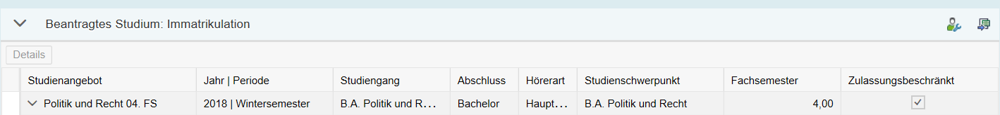 Beantragtes Studium: Immatrikulation
Details
Studienangebot Jahr | Periode Studiengang Abschluss Hörerart Studienschwerpunkt Fachsemester Zulassungsbeschränkt
Politik und Recht 04. FS 2018 | Wintersemester B.A. Politik und R... Bachelor Haupt... B.A. Politik und Recht 4,00